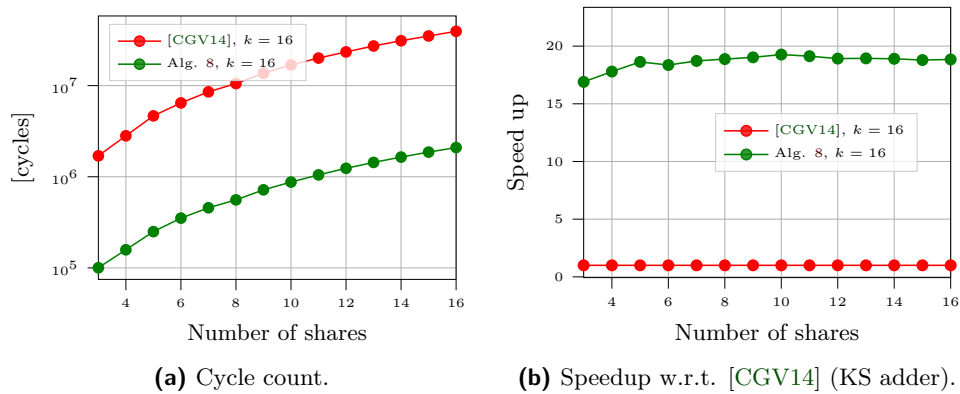 [CGV14], k = 16
Alg. 8, k = 16
10^7
10^6
10^5
[cycles]
4 6 8 10 12 14 16
Number of shares
(a) Cycle count.
20
15
10
5
0
Speed up
[CGV14], k = 16
Alg. 8, k = 16
4 6 8 10 12 14 16
Number of shares
(b) Speedup w.r.t. [CGV14] (KS adder).